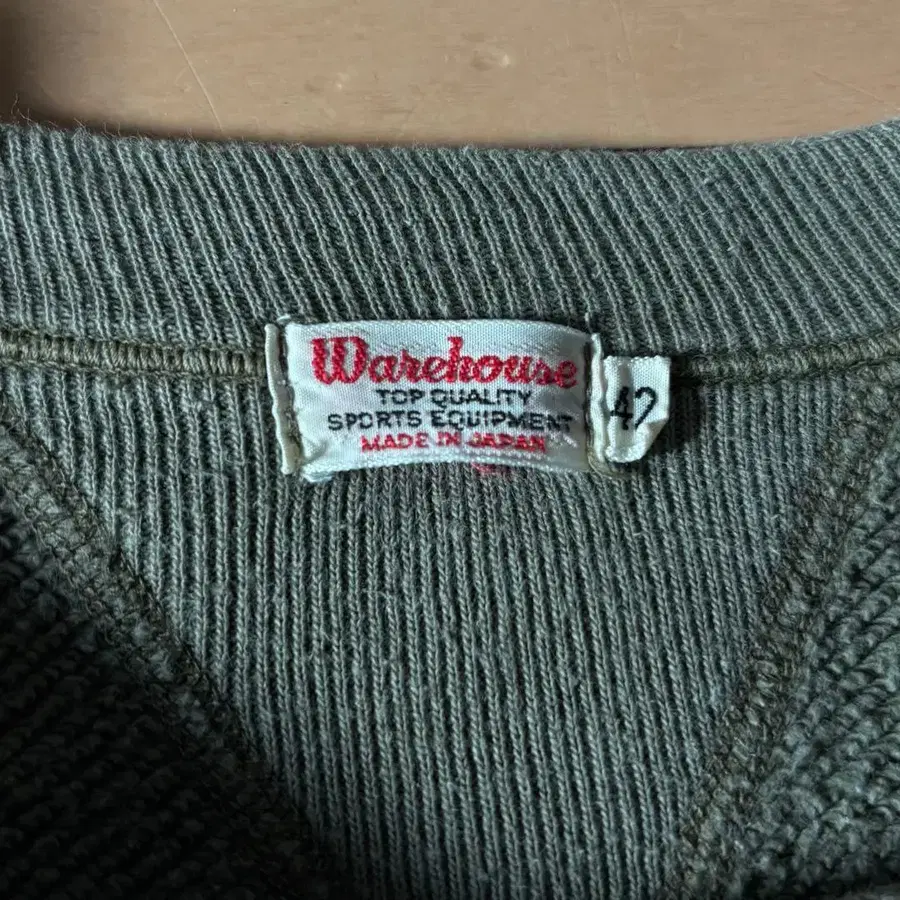 Warehouse
TOP QUALITY
SPORTS EQUIPMENT
MADE IN JAPAN
42